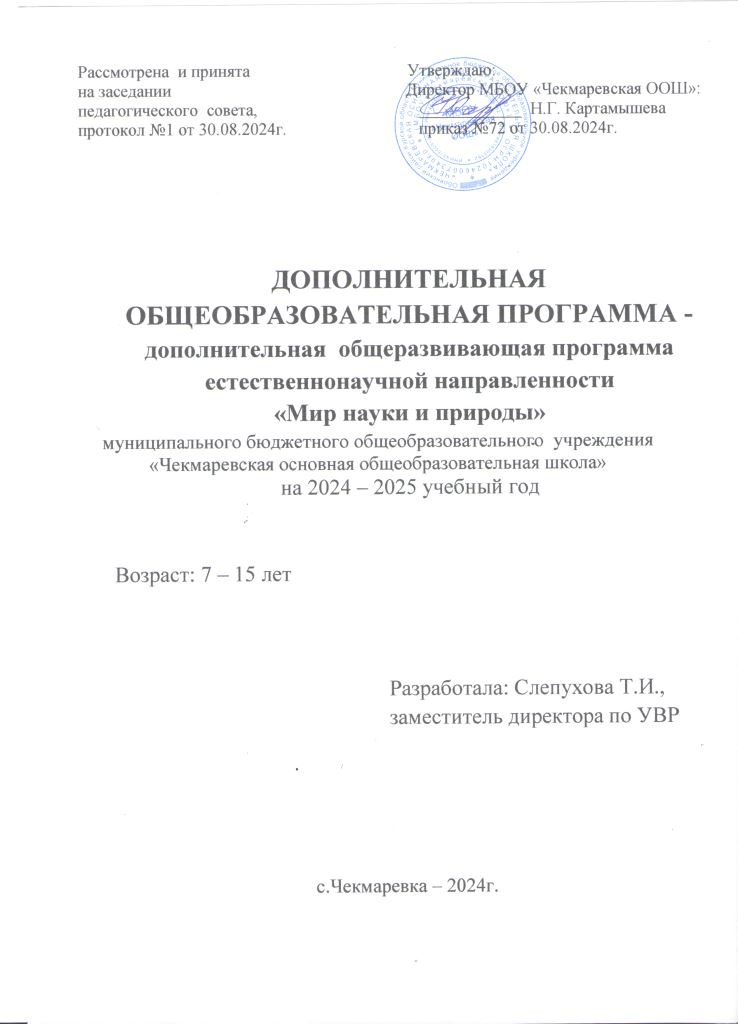 Рассмотрена и принята
на заседании
педагогического совета,
протокол №1 от 30.08.2024г.
Утверждаю:
Директор МБОУ «Чекмаревская ООШ»:
Н.Г. Картамышева
приказ №72 от 30.08.2024г.
ДОПОЛНИТЕЛЬНАЯ
ОБЩЕОБРАЗОВАТЕЛЬНАЯ ПРОГРАММА -
дополнительная общеразвивающая программа
естественнонаучной направленности
«Мир науки и природы»
муниципального бюджетного общеобразовательного учреждения
«Чекмаревская основная общеобразовательная школа»
на 2024 – 2025 учебный год
Возраст: 7 – 15 лет
Разработала: Слепухова Т.И.,
заместитель директора по УВР
с.Чекмаревка – 2024г.